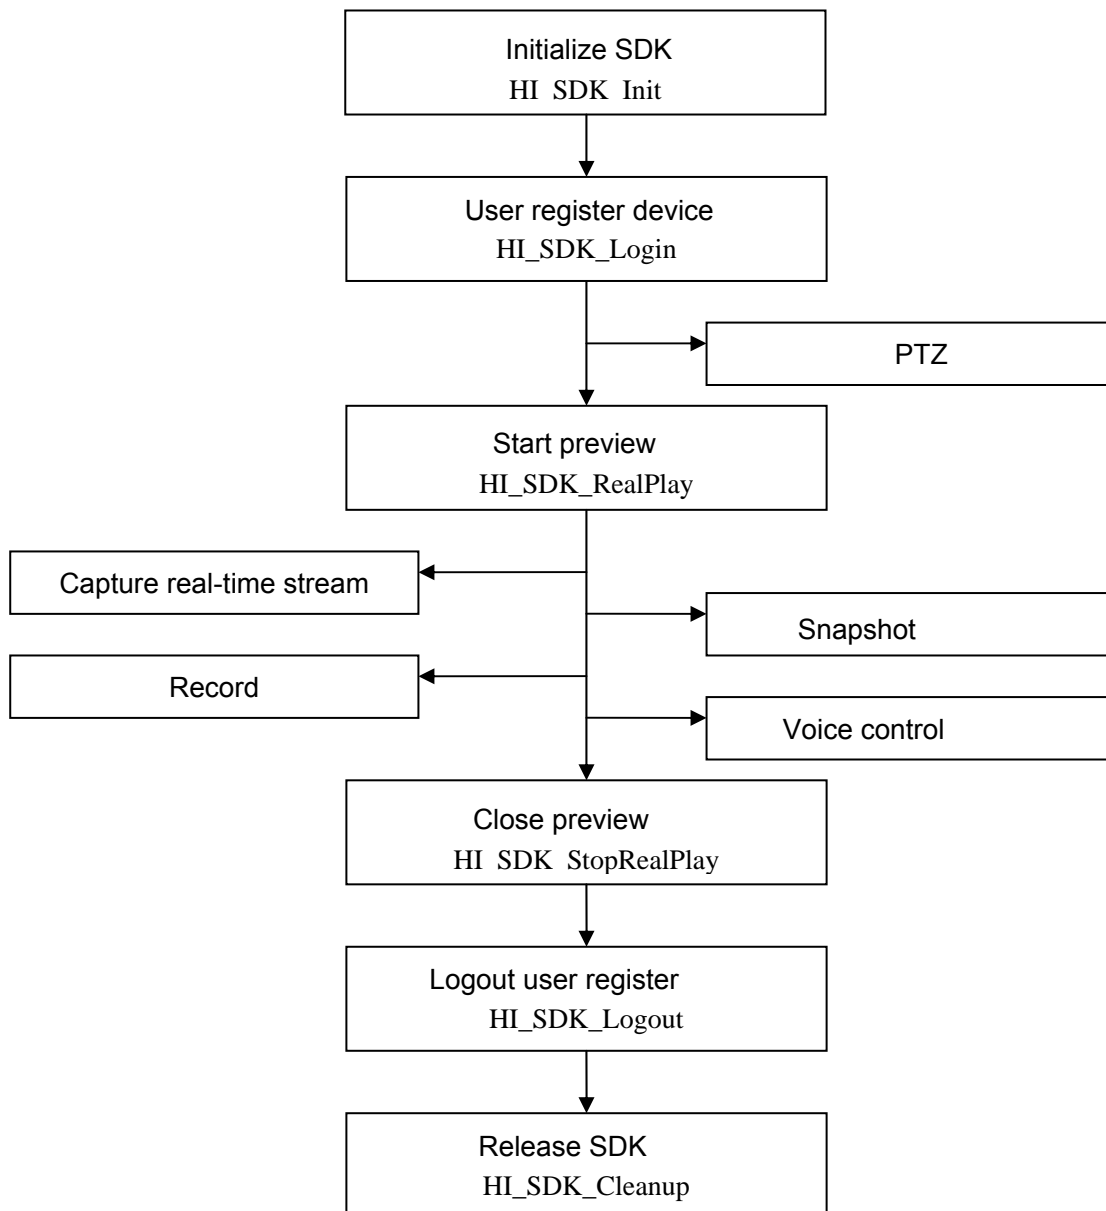 Initialize SDK
HI SDK Init
User register device
HI_SDK_Login
PTZ
Start preview
HI_SDK_RealPlay
Capture real-time stream
Snapshot
Record
Voice control
Close preview
HI SDK StopRealPlay
Logout user register
HI_SDK_Logout
Release SDK
HI_SDK_Cleanup